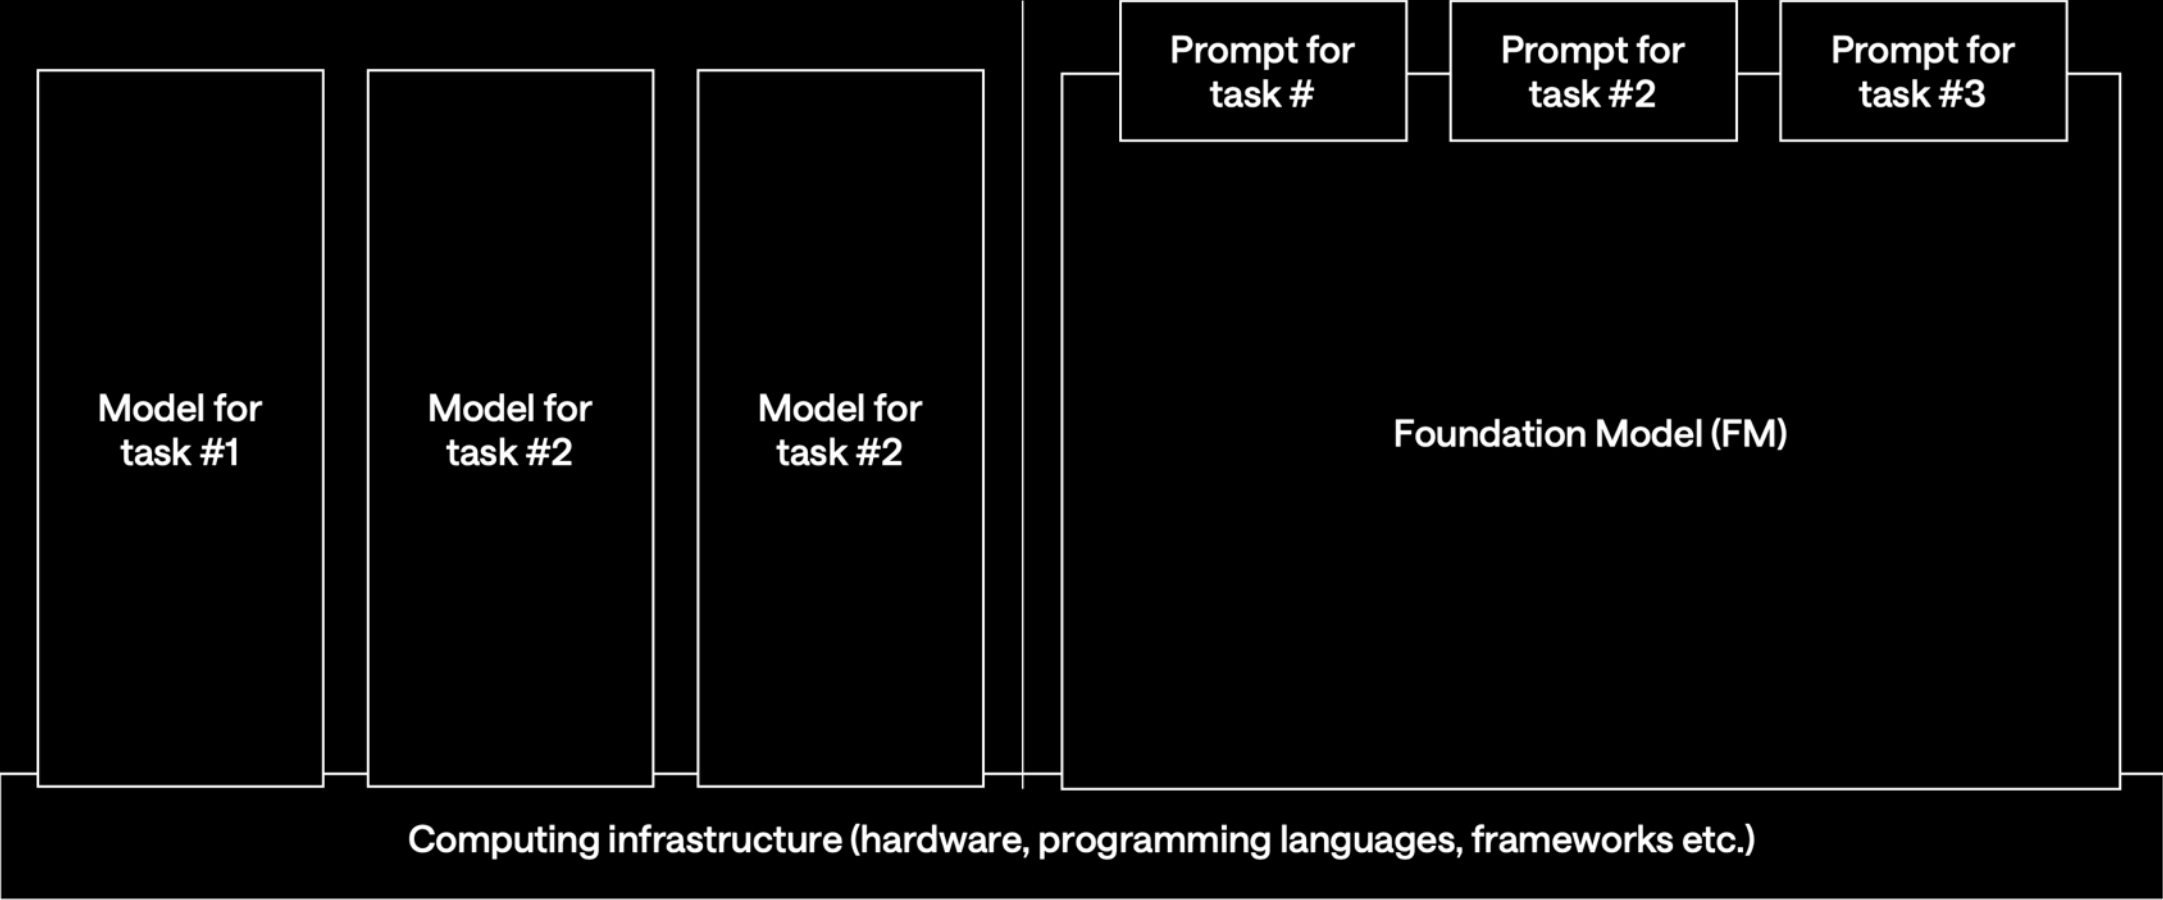 Prompt for
task #
Prompt for
task #2
Prompt for
task #3
Model for
task #1
Model for
task #2
Model for
task #2
Foundation Model (FM)
Computing infrastructure (hardware, programming languages, frameworks etc.)